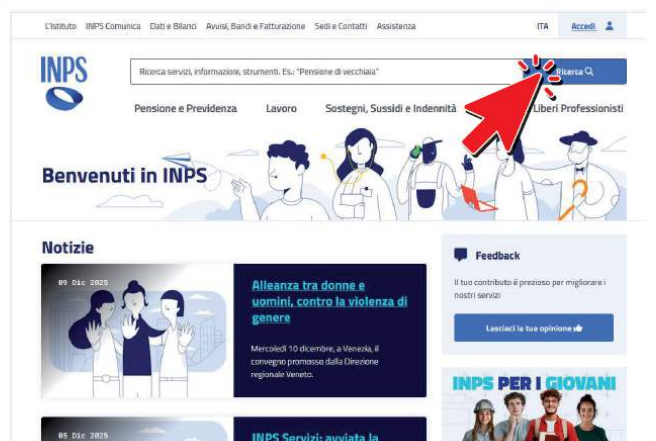 L'Istituto INPS Comunica Dati e Bilanci Avvisi, Bandi e Fatturazione Sedi e Contatti Assistenza ITA Accedi
INPS
Ricerca servizi, informazioni, strumenti. Es.: "Pensione di vecchiaia"
Ricerca
Pensione e Previdenza Lavoro Sostegni, Sussidi e Indennità Liberi Professionisti
Benvenuti in INPS
Notizie
09 Dic 2025
Alleanza tra donne e
uomini, contro la violenza di
genere
Mercoledì 10 dicembre, a Venezia, il
convegno promosso dalla Direzione
regionale Veneto.
Feedback
Il tuo contributo è prezioso per migliorare i
nostri servizi
Lasciaci la tua opinione
INPS PER I GIOVANI
05 Dic 2025
INPS Servizi: avviata la